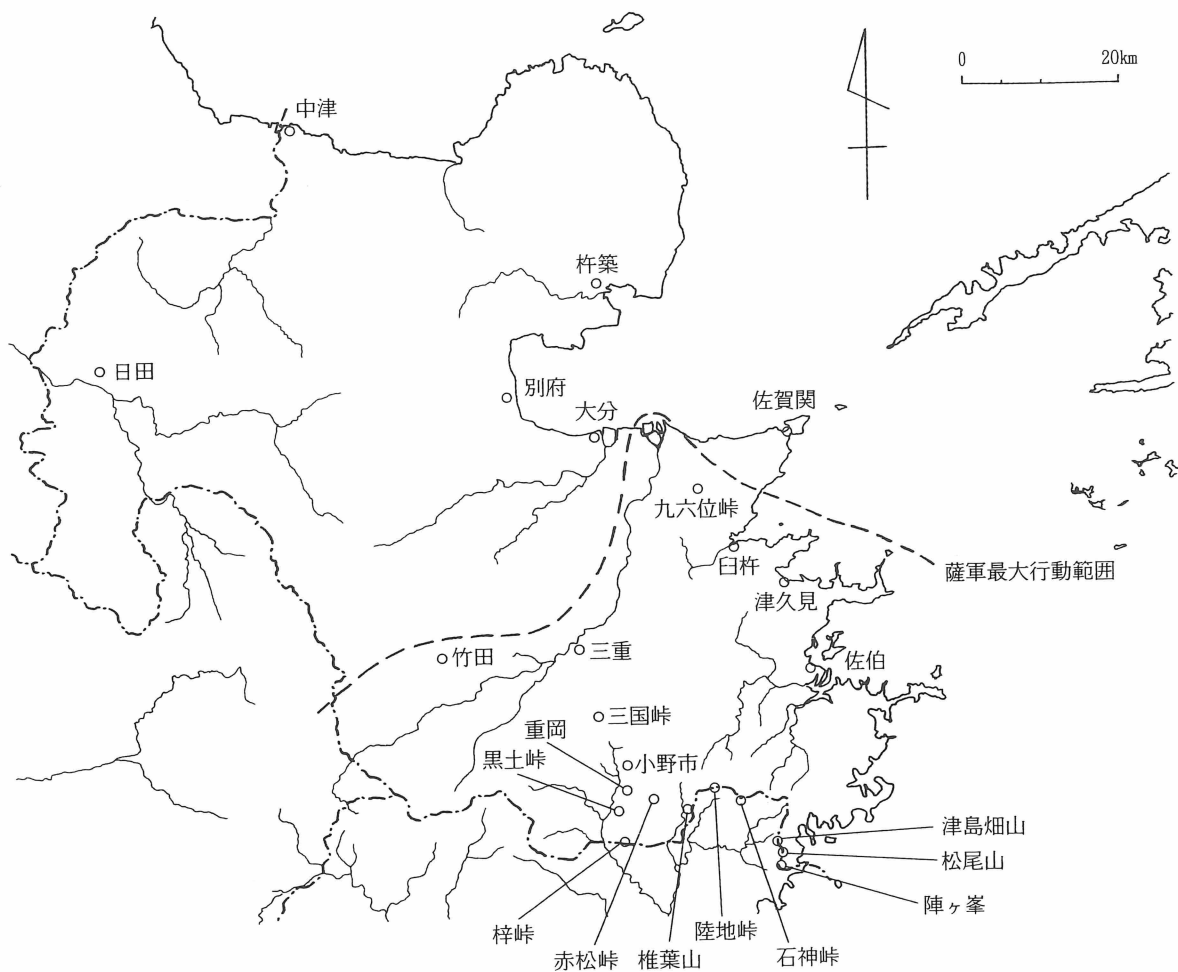 0
20km
中津
杵築
日田
別府
大分
佐賀関
九六位峠
臼杵
薩軍最大行動範囲
津久見
竹田
三重
佐伯
三国峠
重岡
黒土峠
小野市
津島畑山
松尾山
陣ヶ峯
梓峠
赤松峠
椎葉山
陸地峠
石神峠